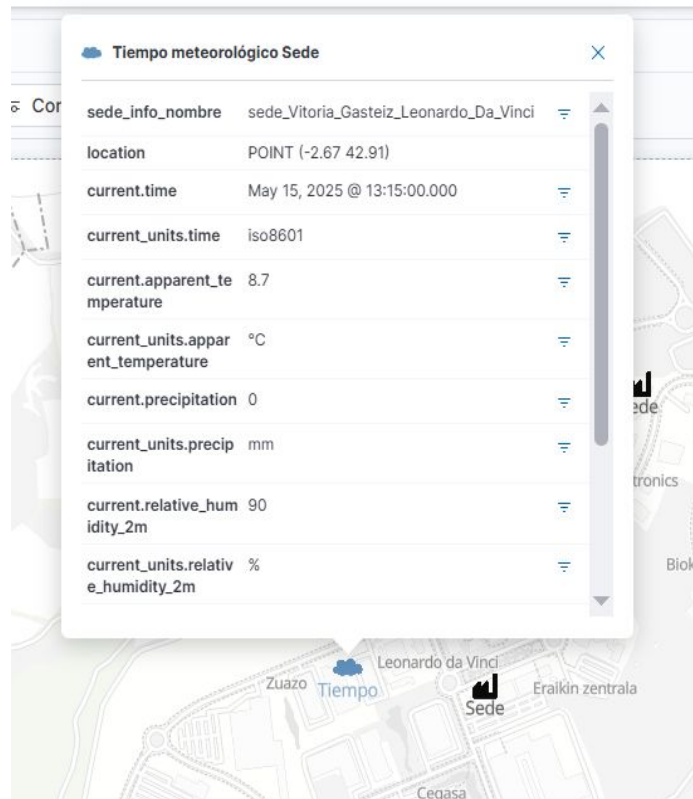 Tiempo meteorológico Sede
Cor
sede_info_nombre sede_Vitoria_Gasteiz_Leonardo_Da_Vinci
location POINT (-2.67 42.91)
current.time May 15, 2025 @ 13:15:00.000
current_units.time iso8601
current.apparent_te 8.7
mperature
current_units.appar °C
ent_temperature
current.precipitation 0
current_units.precip mm
itation
current.relative_hum 90
idity_2m
current_units.relativ %
e_humidity_2m
ede
tronics
Biok
Leonardo da Vinci
Zuazo
Tiempo
Sede
Eraikin zentrala
Cegasa